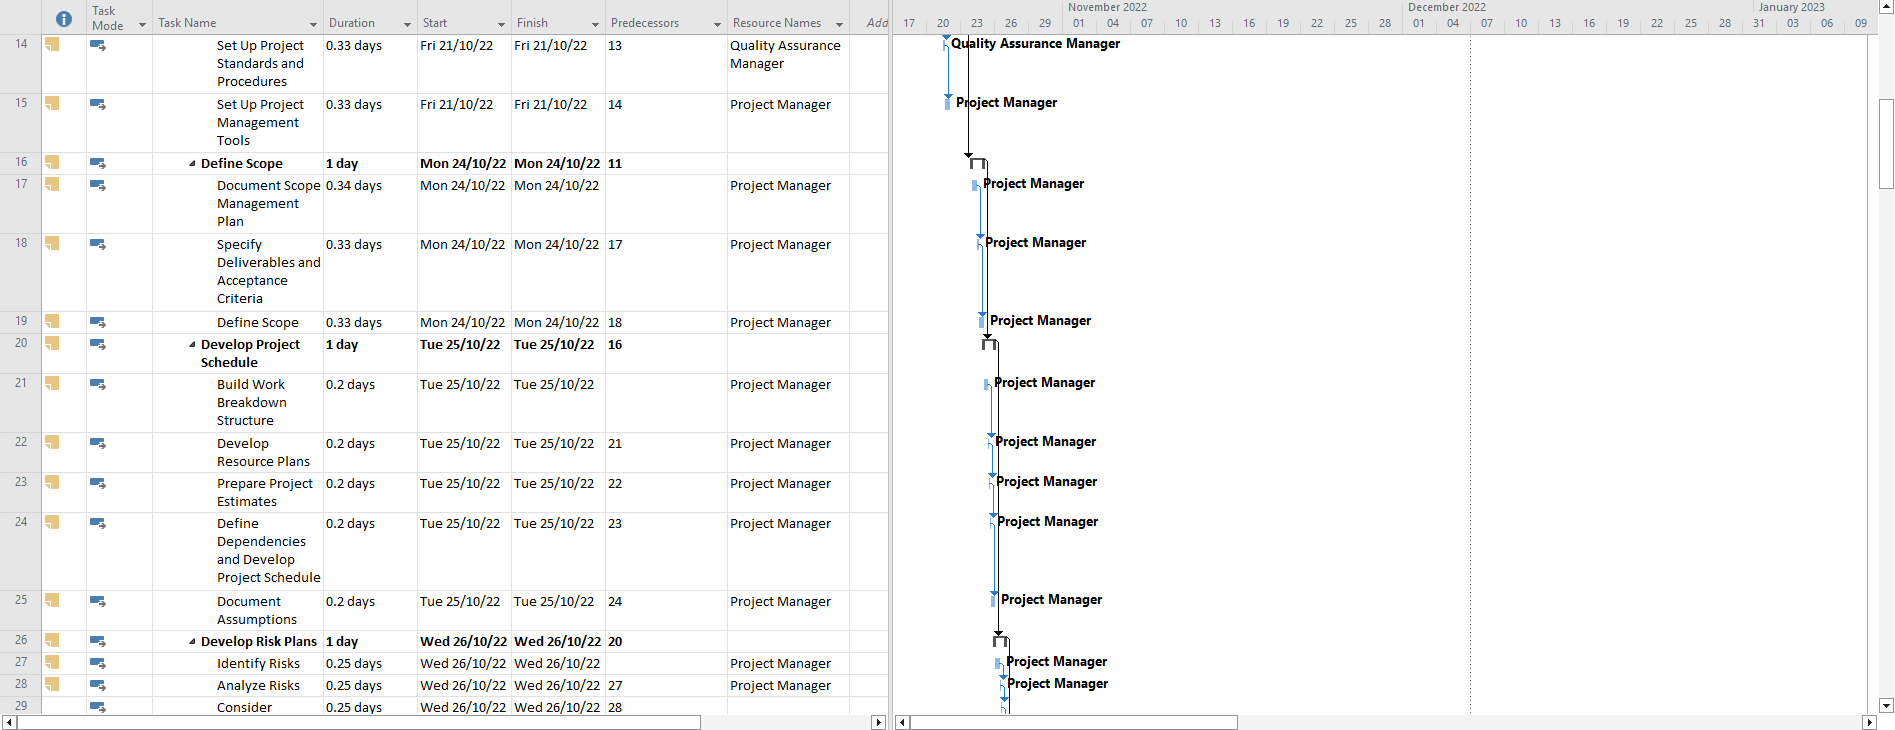 Task Mode Task Name Duration Start Finish Predecessors Resource Names Add
November 2022 December 2022 January 2023
17 20 23 26 29 01 04 07 10 13 16 19 22 25 28 01 04 07 10 13 16 19 22 25 28 31 03 06 09
14 Set Up Project 0.33 days Fri 21/10/22 Fri 21/10/22 13 Quality Assurance Quality Assurance Manager
Standards and Manager
Procedures
15 Set Up Project 0.33 days Fri 21/10/22 Fri 21/10/22 14 Project Manager Project Manager
Management
Tools
16 Define Scope 1 day Mon 24/10/22 Mon 24/10/22 11
17 Document Scope 0.34 days Mon 24/10/22 Mon 24/10/22 Project Manager Project Manager
Management
Plan
18 Specify 0.33 days Mon 24/10/22 Mon 24/10/22 17 Project Manager Project Manager
Deliverables and
Acceptance
Criteria
19 Define Scope 0.33 days Mon 24/10/22 Mon 24/10/22 18 Project Manager Project Manager
20 Develop Project 1 day Tue 25/10/22 Tue 25/10/22 16
Schedule
21 Build Work 0.2 days Tue 25/10/22 Tue 25/10/22 Project Manager Project Manager
Breakdown
Structure
22 Develop 0.2 days Tue 25/10/22 Tue 25/10/22 21 Project Manager Project Manager
Resource Plans
23 Prepare Project 0.2 days Tue 25/10/22 Tue 25/10/22 22 Project Manager Project Manager
Estimates
24 Define 0.2 days Tue 25/10/22 Tue 25/10/22 23 Project Manager Project Manager
Dependencies
and Develop
Project Schedule
25 Document 0.2 days Tue 25/10/22 Tue 25/10/22 24 Project Manager Project Manager
Assumptions
26 Develop Risk Plans 1 day Wed 26/10/22 Wed 26/10/22 20
27 Identify Risks 0.25 days Wed 26/10/22 Wed 26/10/22 Project Manager Project Manager
28 Analyze Risks 0.25 days Wed 26/10/22 Wed 26/10/22 27 Project Manager Project Manager
29 Consider 0.25 days Wed 26/10/22 Wed 26/10/22 28